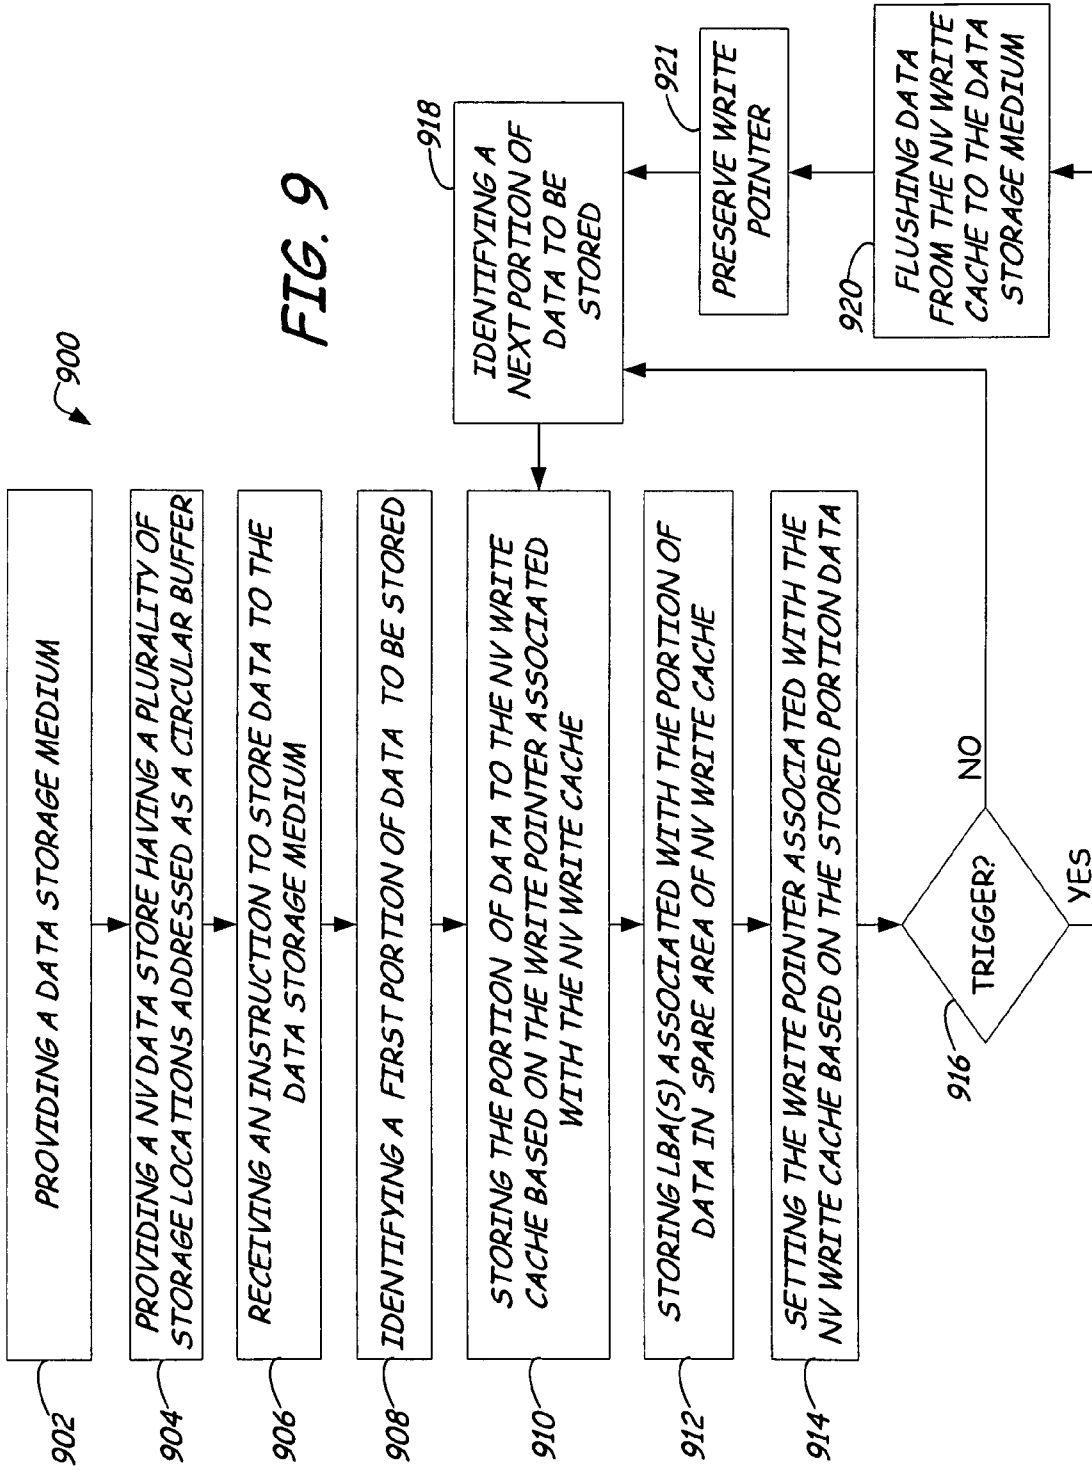 FIG. 9
900
902
PROVIDING A DATA STORAGE MEDIUM
904
PROVIDING A NV DATA STORE HAVING A PLURALITY OF
STORAGE LOCATIONS ADDRESSED AS A CIRCULAR BUFFER
906
RECEIVING AN INSTRUCTION TO STORE DATA TO THE
DATA STORAGE MEDIUM
908
IDENTIFYING A FIRST PORTION OF DATA TO BE STORED
910
STORING THE PORTION OF DATA TO THE NV WRITE
CACHE BASED ON THE WRITE POINTER ASSOCIATED
WITH THE NV WRITE CACHE
912
STORING LBA(S) ASSOCIATED WITH THE PORTION OF
DATA IN SPARE AREA OF NV WRITE CACHE
914
SETTING THE WRITE POINTER ASSOCIATED WITH THE
NV WRITE CACHE BASED ON THE STORED PORTION DATA
916
TRIGGER?
NO
YES
918
IDENTIFYING A
NEXT PORTION OF
DATA TO BE
STORED
921
PRESERVE WRITE
POINTER
920
FLUSHING DATA
FROM THE NV WRITE
CACHE TO THE DATA
STORAGE MEDIUM